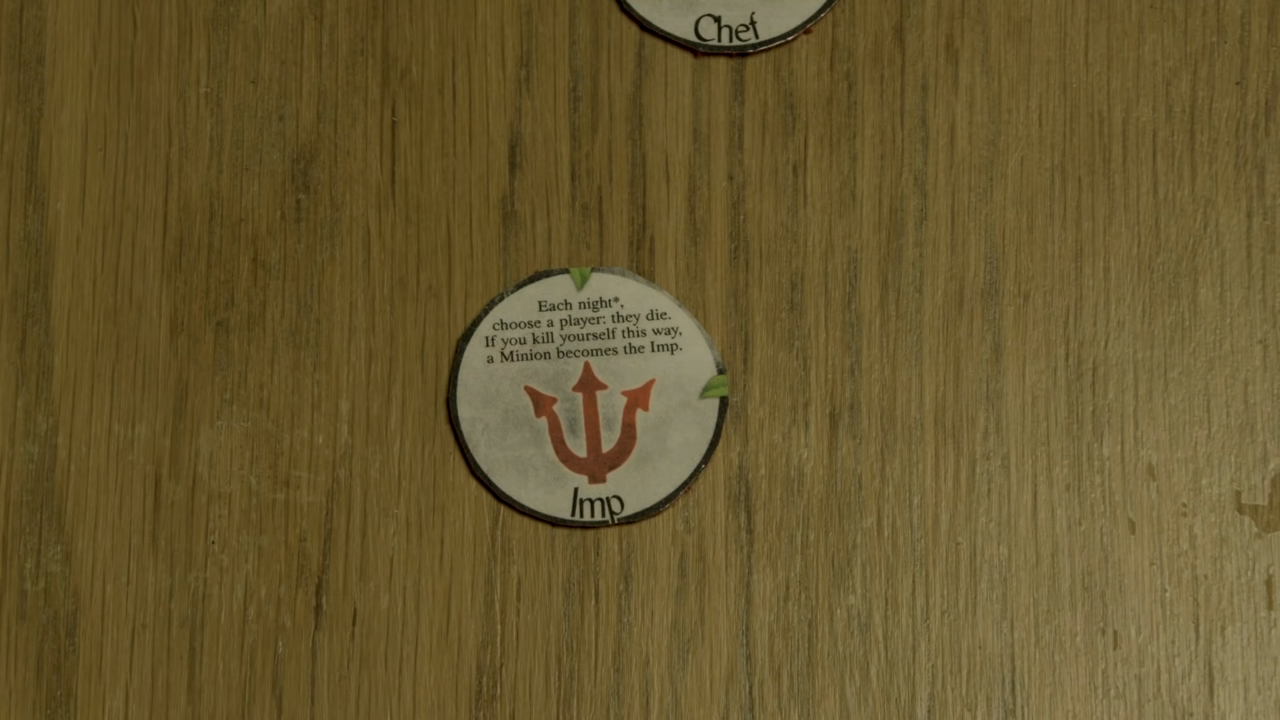 Chef
Each night*,
choose a player: they die.
If you kill yourself this way,
a Minion becomes the Imp.
Imp